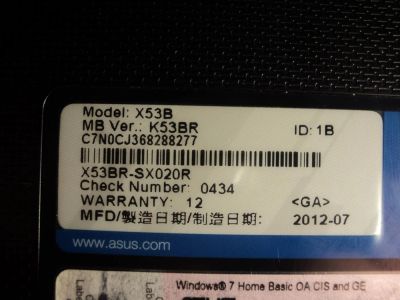 Model: X53B
MB Ver.: K53BR ID: 1B
C7N0CJ368288277
X53BR-SX020R
Check Number: 0434
WARRANTY: 12 <GA>
MFD/製造日期/制造日期: 2012-07
www.asus.com
Windows® 7 Home Basic OA CIS and GE